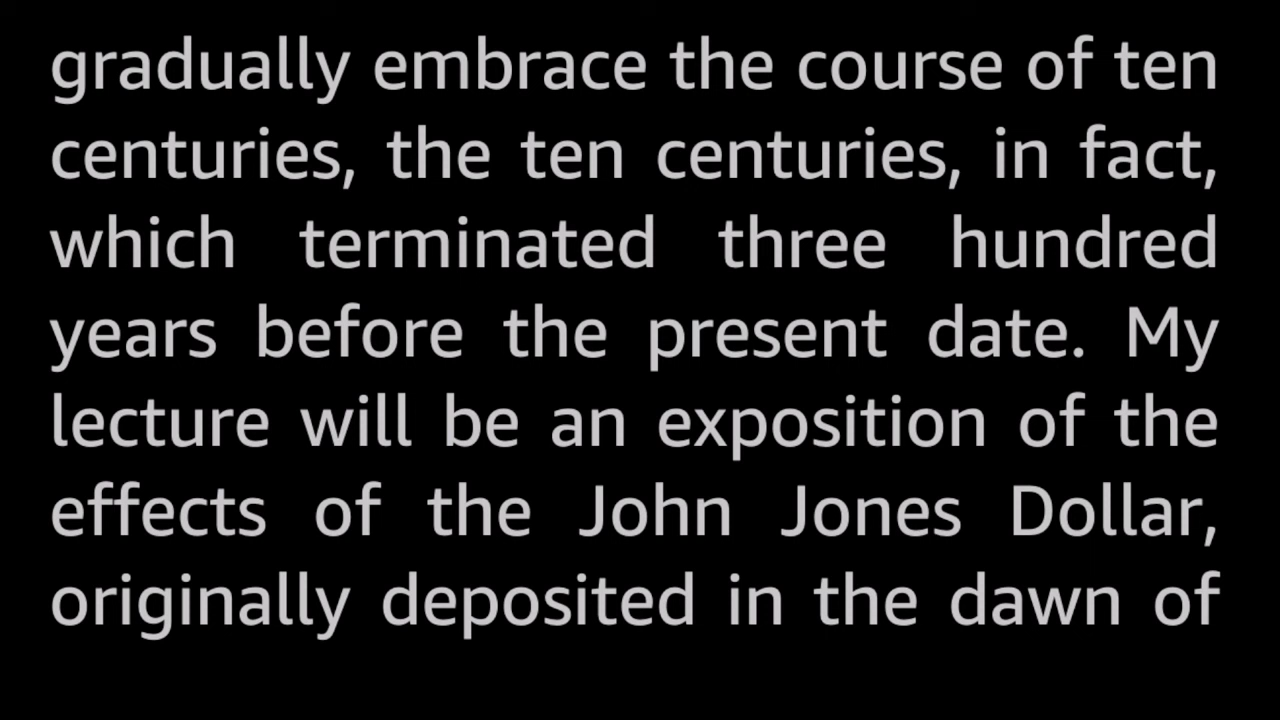 gradually embrace the course of ten
centuries, the ten centuries, in fact,
which terminated three hundred
years before the present date. My
lecture will be an exposition of the
effects of the John Jones Dollar,
originally deposited in the dawn of